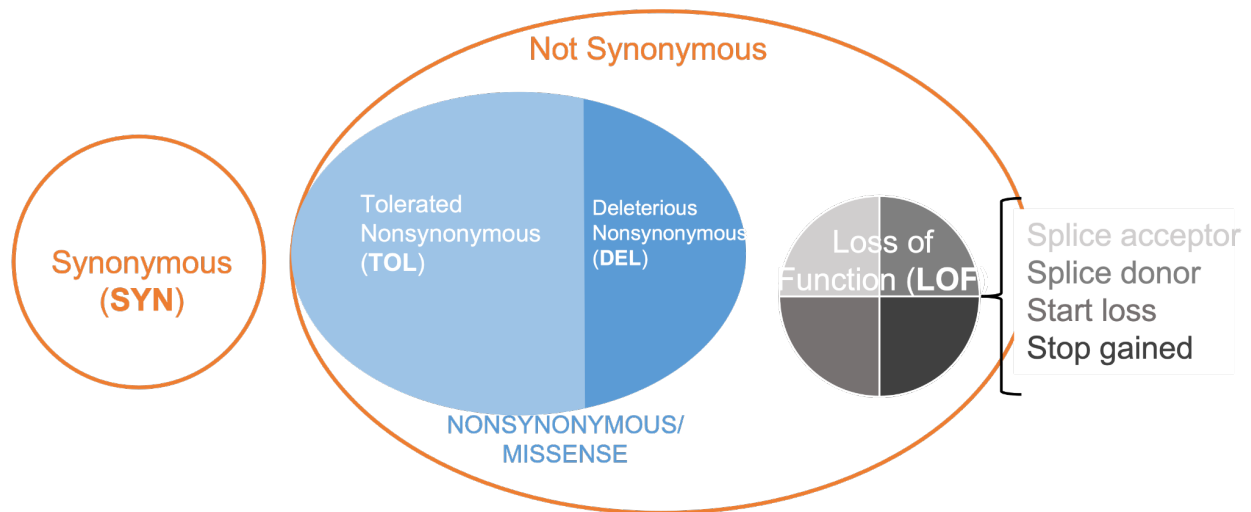 Not Synonymous
Synonymous
(SYN)
Tolerated
Nonsynonymous
(TOL)
Deleterious
Nonsynonymous
(DEL)
NONSYNONYMOUS/
MISSENSE
Loss of
Function (LOF
Splice acceptor
Splice donor
Start loss
Stop gained